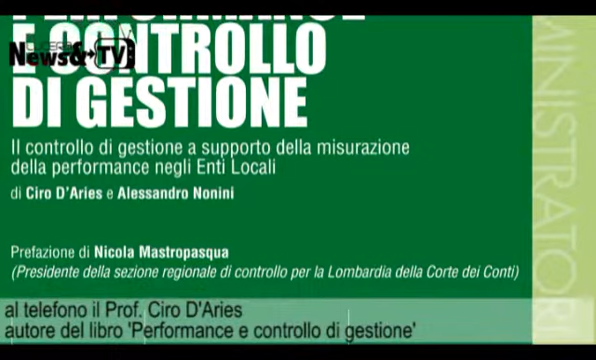 PERFORMANCE
E CONTROLLO
DI GESTIONE
News&TV
Il controllo di gestione a supporto della misurazione
della performance negli Enti Locali
di Ciro D'Aries e Alessandro Nonini
Prefazione di Nicola Mastropasqua
(Presidente della sezione regionale di controllo per la Lombardia della Corte dei Conti)
MINISTRATORI
al telefono il Prof. Ciro D'Aries
autore del libro 'Performance e controllo di gestione'